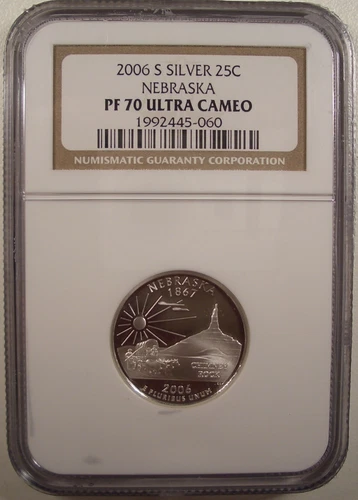 2006 S SILVER 25C
NEBRASKA
PF 70 ULTRA CAMEO
1992445-060
NUMISMATIC GUARANTY CORPORATION
NEBRASKA
1867
CHIMNEY
ROCK
2006
E PLURIBUS UNUM